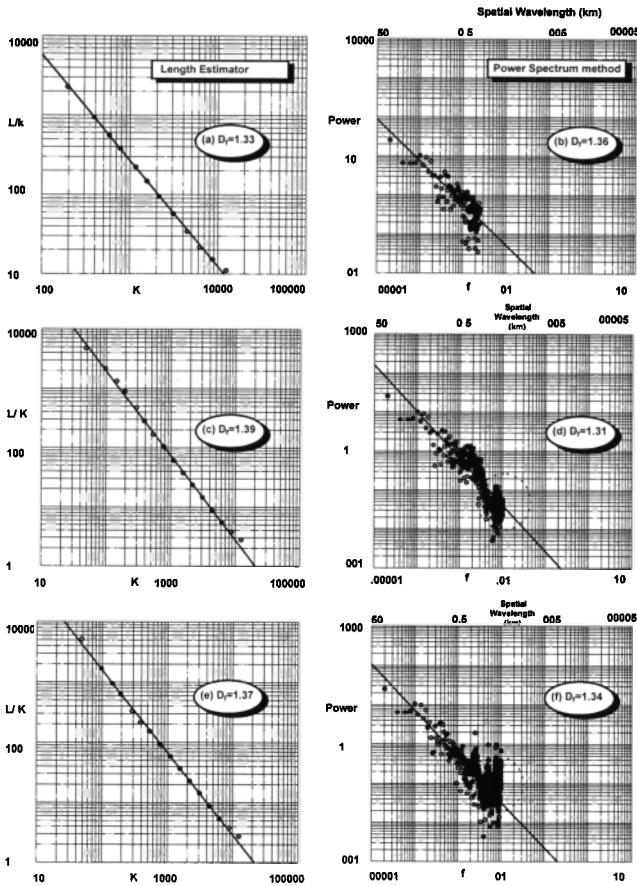 Spatial Wavelength (km)
50 0 5 005 00005
10000 10000
Length Estimator Power Spectrum method
L/k Power
(a) Df=1.33 (b) Df=1.36
10
100
10 01
100 K 10000 100000 00001 f 01 10
Spatial
Wavelength
(km)
50 0 5 005 00005
10000 1000
Power
L/ K
(c) Df=1.39 (d) Df=1.31
1
100
1 001
10 K 1000 100000 .00001 f .01 10
Spatial
Wavelength
50 0.5 005 00005
10000 1000
(e) Df=1.37 (f) Df=1.34
L/ K Power
100 1
1 001
10 K 1000 100000 00001 f 01 10